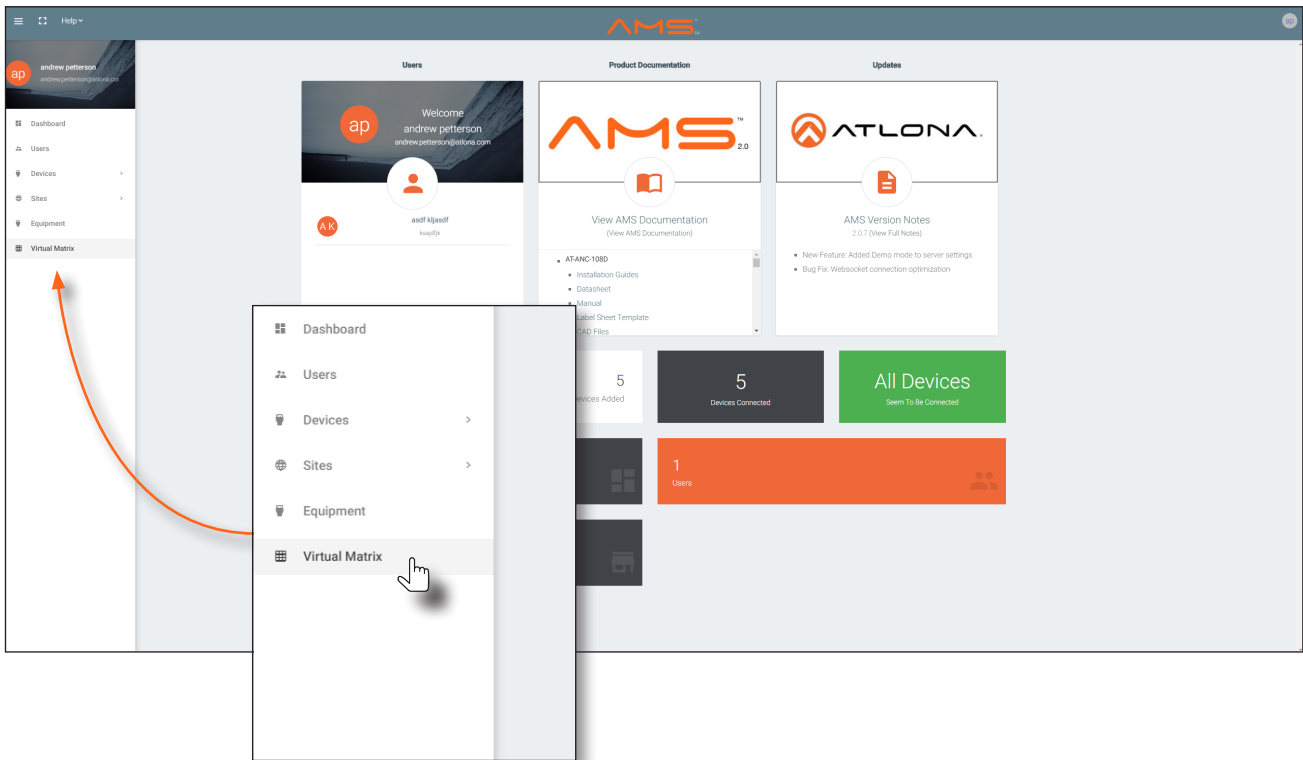 Help
AMS
ap
ap
andrew petterson
andrew.petterson@atlona.com
Dashboard
Users
Devices
Sites
Equipment
Virtual Matrix
Users
ap
Welcome
andrew petterson
andrew.petterson@atlona.com
A K
asdf kljasdf
ksajdfjk
Product Documentation
AMS™
2.0
View AMS Documentation
(View AMS Documentation)
AT-ANC-108D
Installation Guides
Datasheet
Manual
Label Sheet Template
CAD Files
Updates
ATLONA.
AMS Version Notes
2.0.7 (View Full Notes)
New Feature: Added Demo mode to server settings
Bug Fix: Websocket connection optimization
5
Devices Added
5
Devices Connected
All Devices
Seem To Be Connected
1
Users
Dashboard
Users
Devices
Sites
Equipment
Virtual Matrix